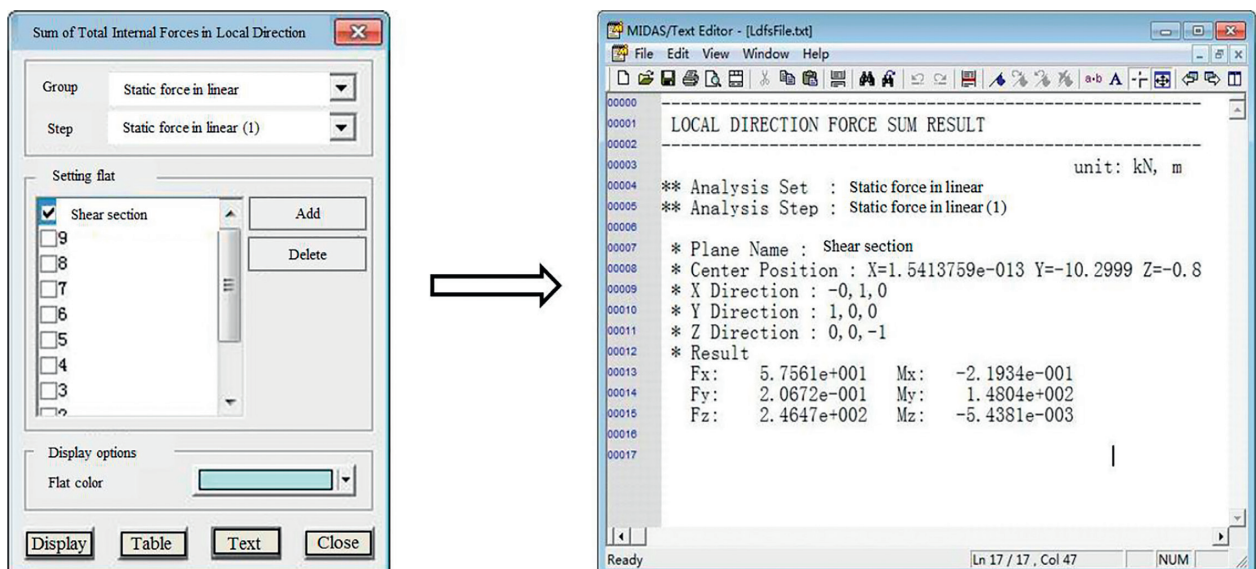 Sum of Total Internal Forces in Local Direction
Group
Static force in linear
Step
Static force in linear (1)
Setting flat
Shear section
9
8
7
6
5
4
3
Add
Delete
Display options
Flat color
Display
Table
Text
Close
MIDAS/Text Editor - [LdfsFile.txt]
File Edit View Window Help
a•b A
00000 ----------------------------------------------------------
00001 LOCAL DIRECTION FORCE SUM RESULT
00002 ----------------------------------------------------------
00003 unit: kN, m
00004 ** Analysis Set : Static force in linear
00005 ** Analysis Step : Static force in linear (1)
00006
00007 * Plane Name : Shear section
00008 * Center Position : X=1.5413759e-013 Y=-10.2999 Z=-0.8
00009 * X Direction : -0,1,0
00010 * Y Direction : 1,0,0
00011 * Z Direction : 0,0,-1
00012 * Result
00013 Fx: 5.7561e+001 Mx: -2.1934e-001
00014 Fy: 2.0672e-001 My: 1.4804e+002
00015 Fz: 2.4647e+002 Mz: -5.4381e-003
00016
00017
Ready
Ln 17 / 17 , Col 47
NUM